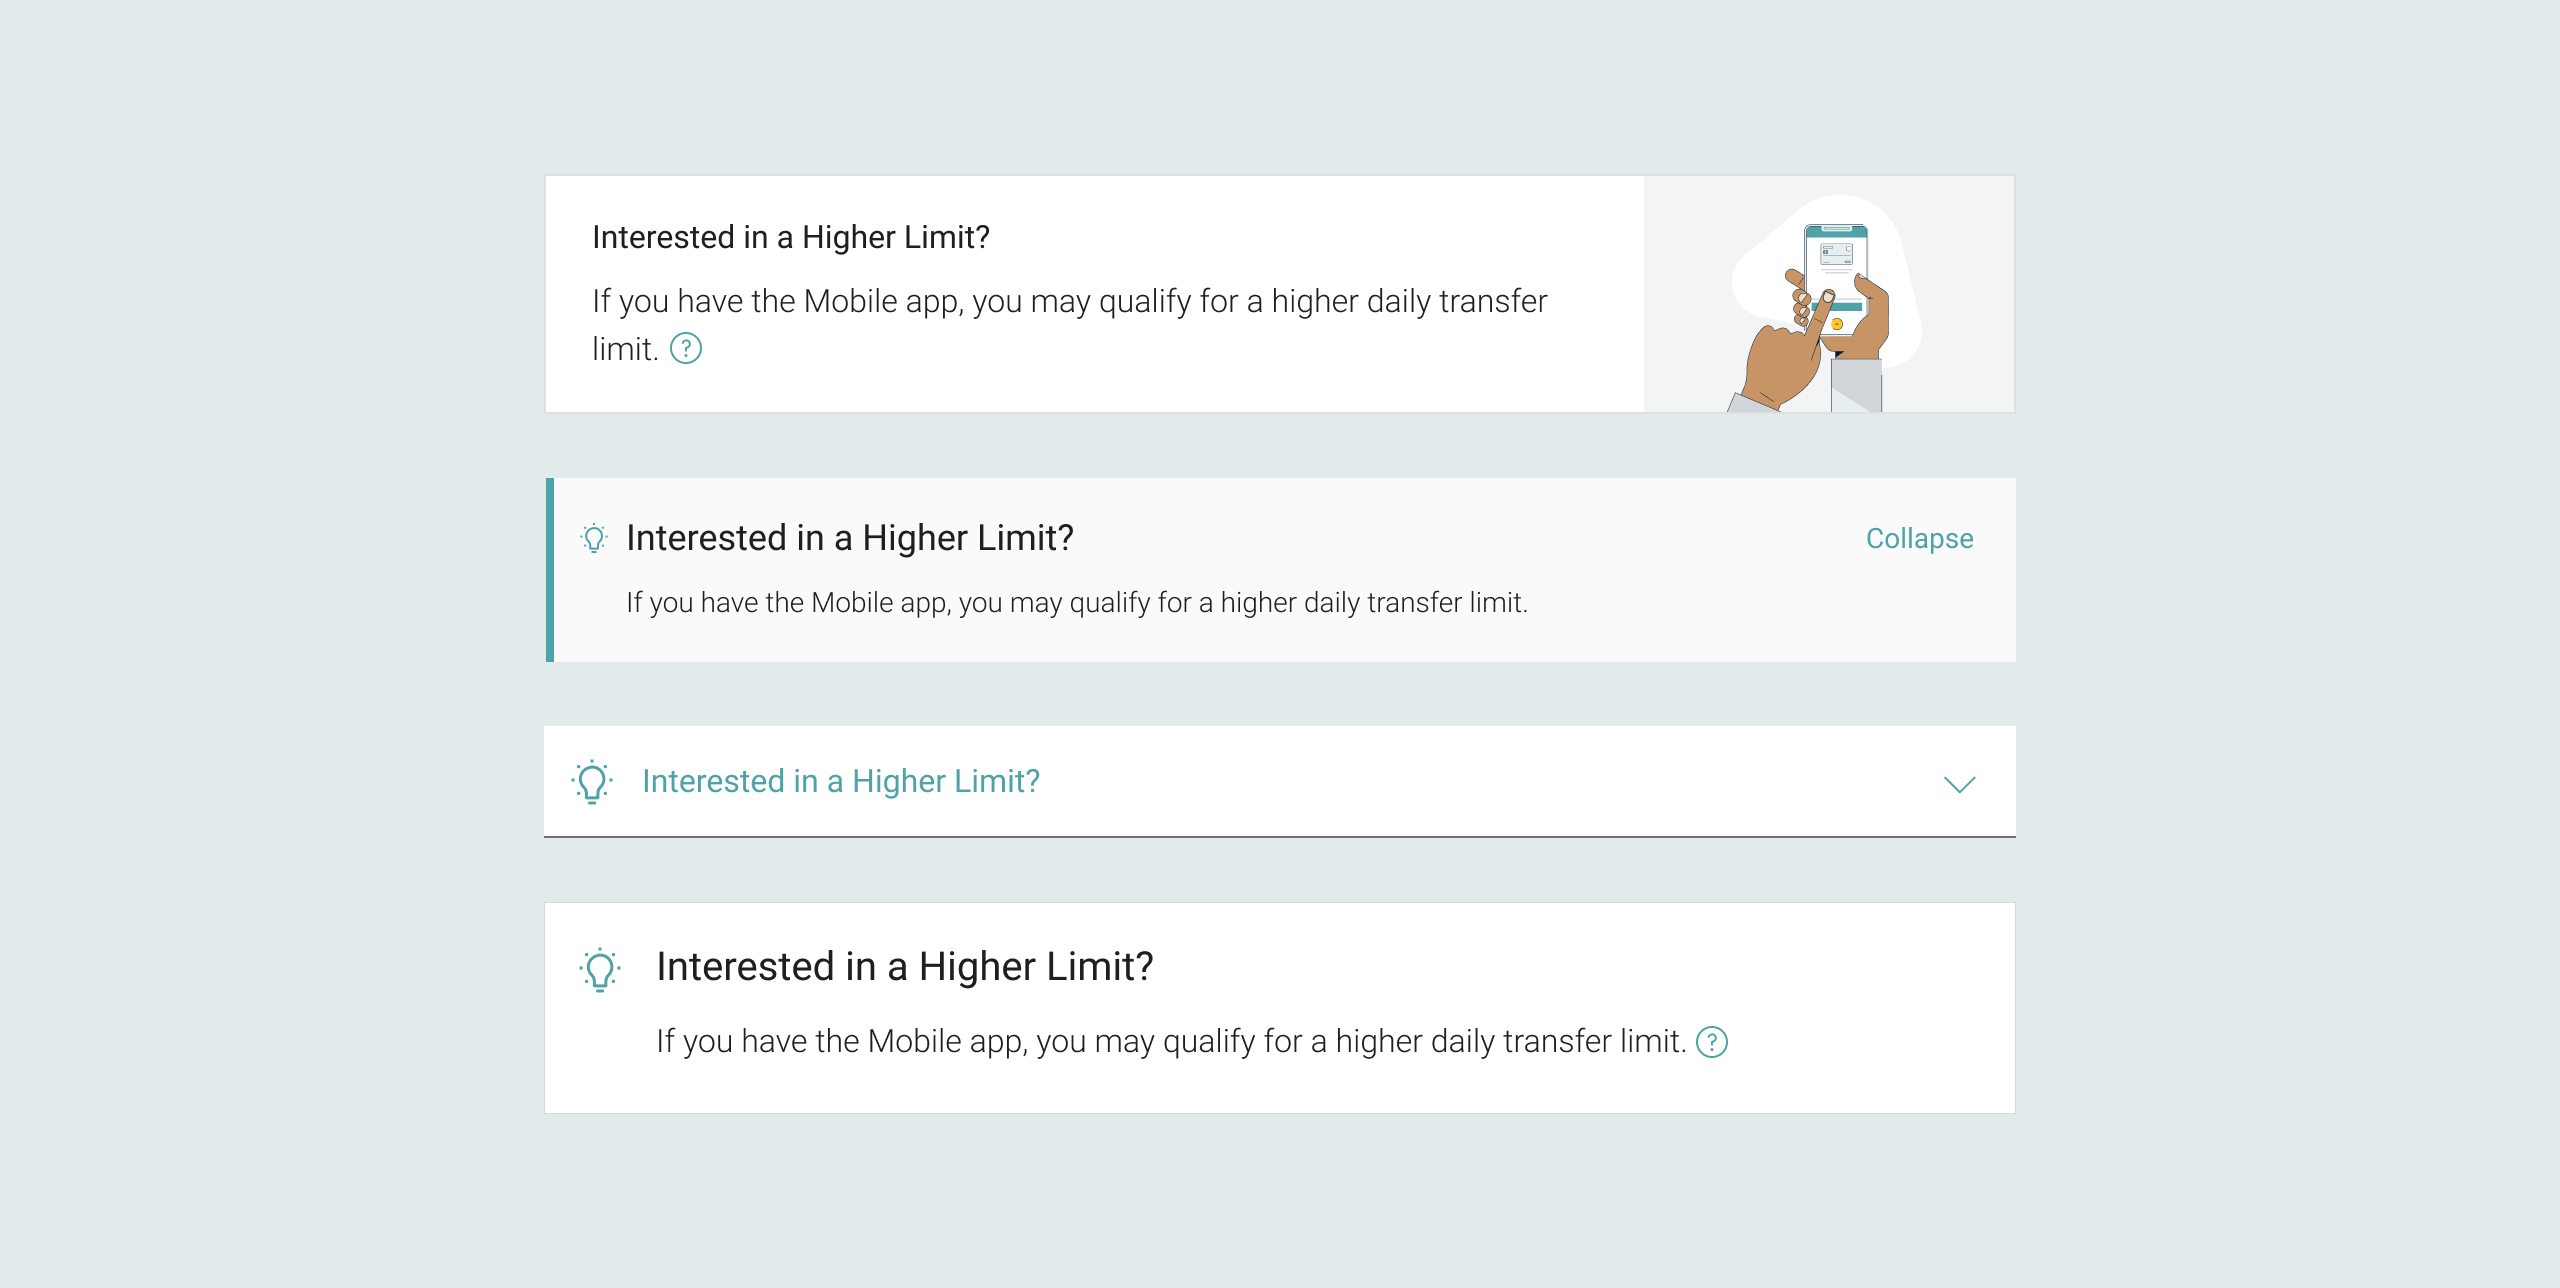 Interested in a Higher Limit?
If you have the Mobile app, you may qualify for a higher daily transfer
limit. ?
Interested in a Higher Limit?
Collapse
If you have the Mobile app, you may qualify for a higher daily transfer limit.
Interested in a Higher Limit?
Interested in a Higher Limit?
If you have the Mobile app, you may qualify for a higher daily transfer limit. ?